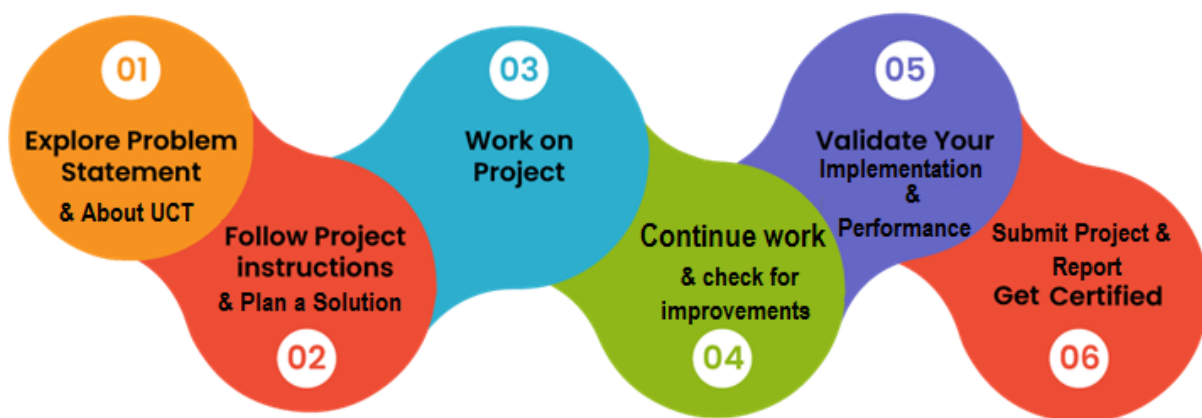 01
Explore Problem
Statement
& About UCT
Follow Project
instructions
& Plan a Solution
02
03
Work on
Project
Continue work
& check for
improvements
04
05
Validate Your
Implementation
&
Performance
Submit Project &
Report
Get Certified
06